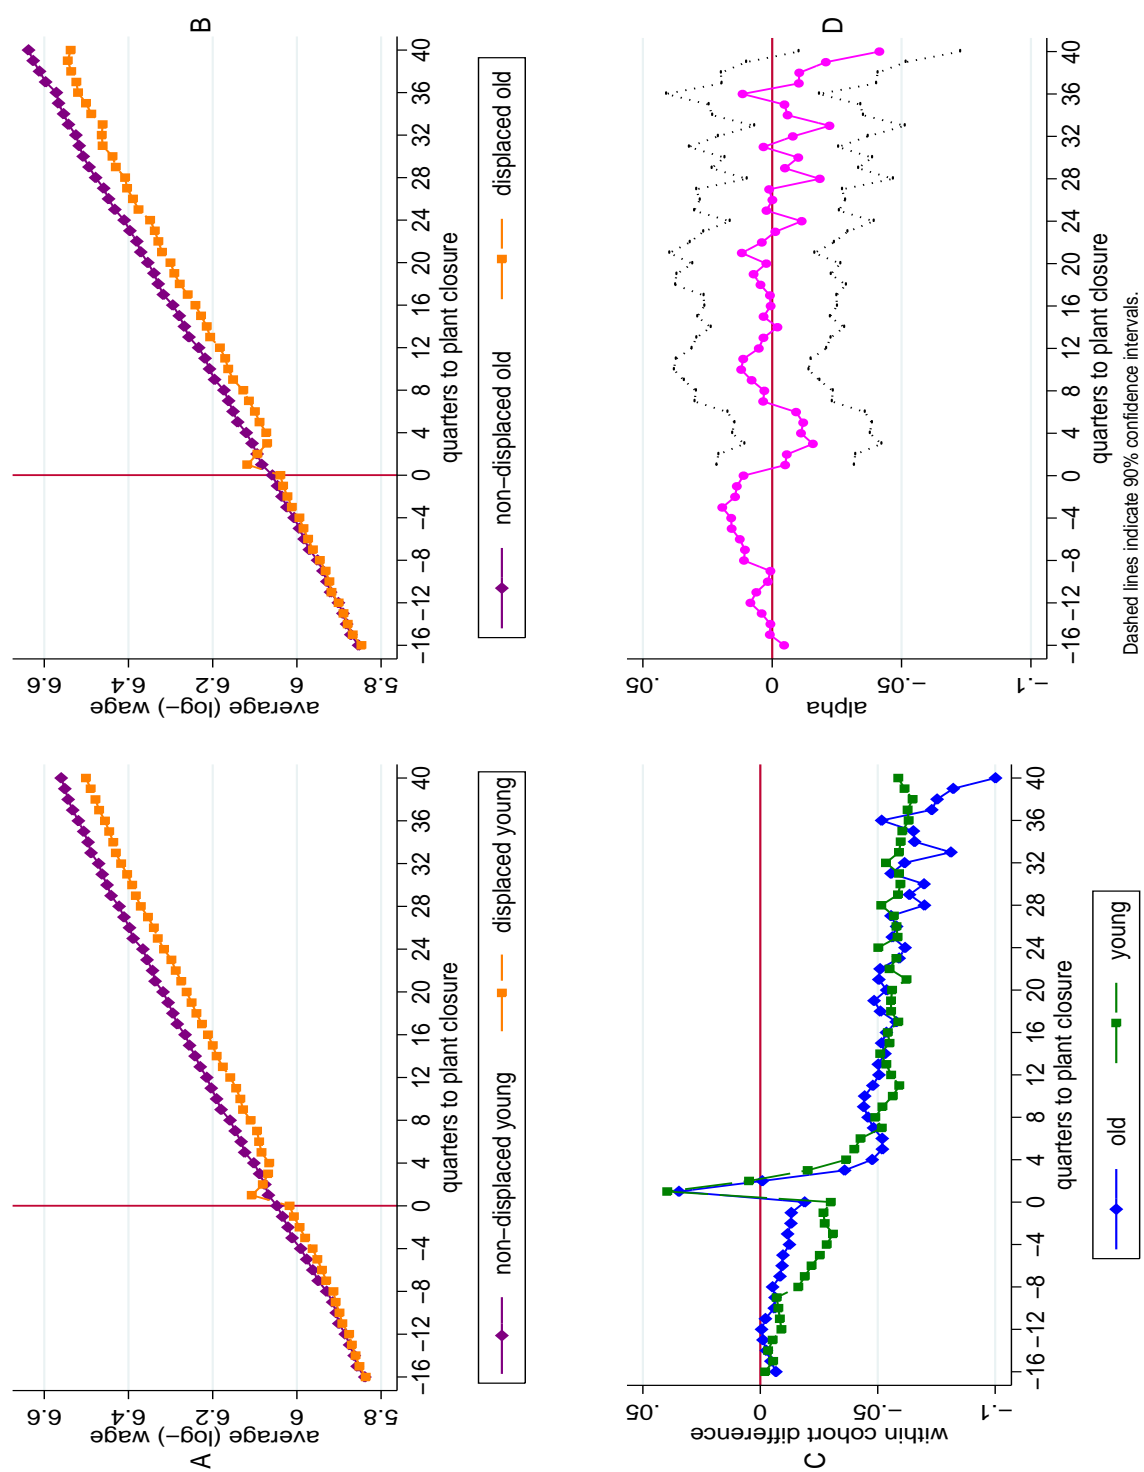 A
average (log−) wage
6.6
6.4
6.2
6
5.8
−16 −12 −8 −4 0 4 8 12 16 20 24 28 32 36 40
quarters to plant closure
non−displaced young
displaced young
B
average (log−) wage
6.6
6.4
6.2
6
5.8
−16 −12 −8 −4 0 4 8 12 16 20 24 28 32 36 40
quarters to plant closure
non−displaced old
displaced old
C
within cohort difference
.05
0
−.05
−.1
−16 −12 −8 −4 0 4 8 12 16 20 24 28 32 36 40
quarters to plant closure
old
young
D
alpha
.05
0
−.05
−.1
−16 −12 −8 −4 0 4 8 12 16 20 24 28 32 36 40
quarters to plant closure
Dashed lines indicate 90% confidence intervals.